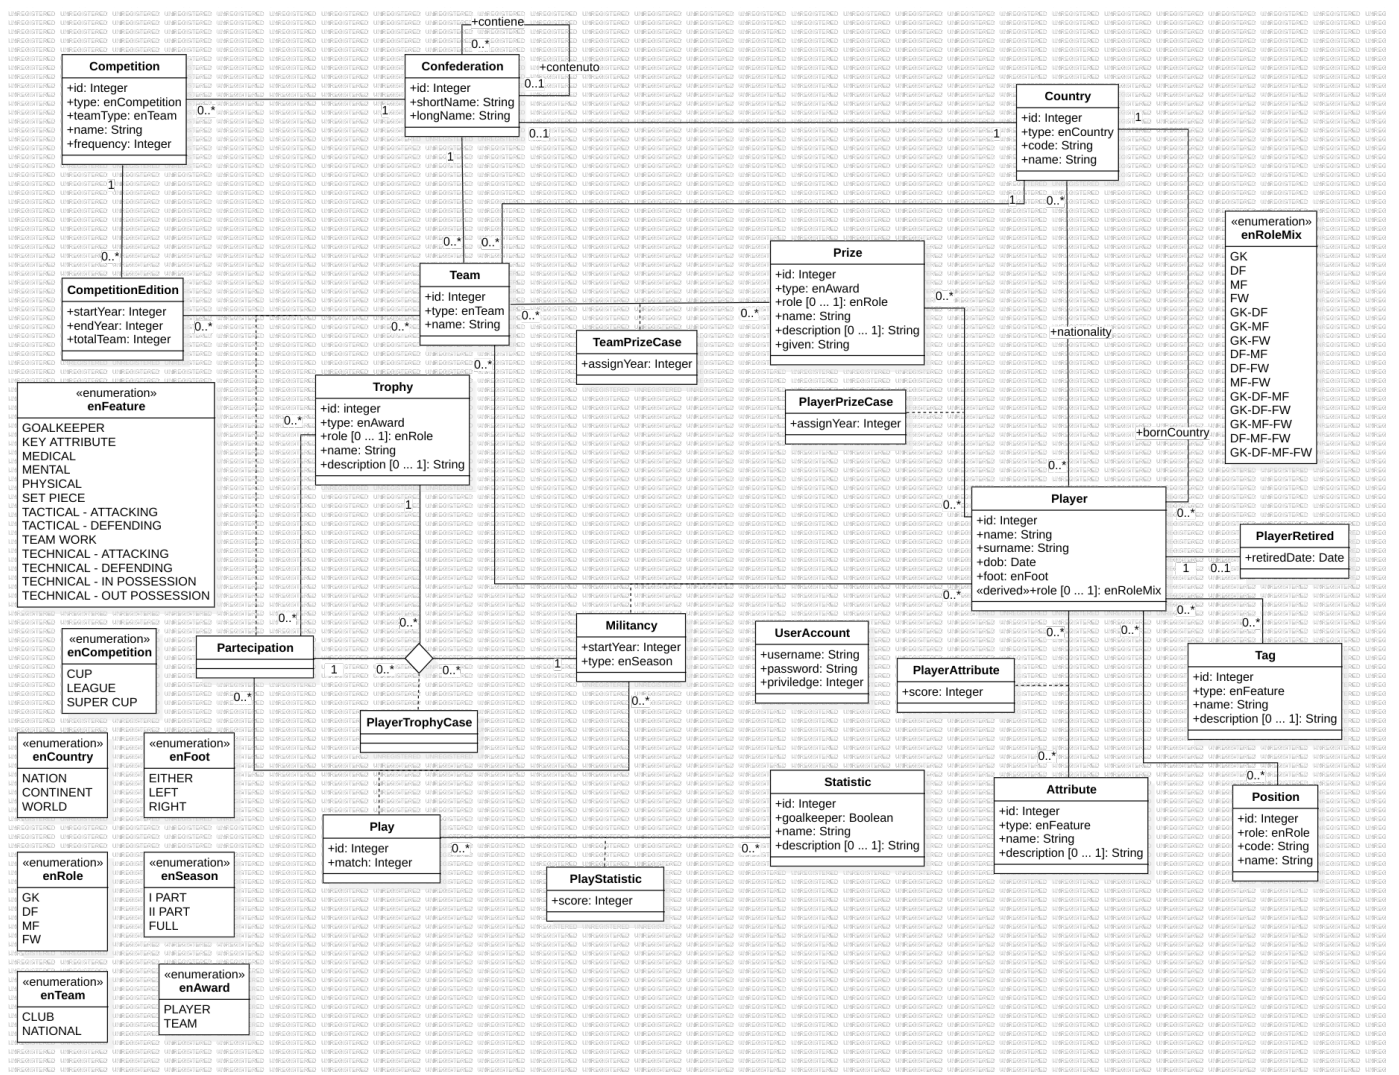 +contiene
0..*
+contenuto
0..1
Competition
+id: Integer
+type: enCompetition
+teamType: enTeam
+name: String
+frequency: Integer
0..*
1
Confederation
+id: Integer
+shortName: String
+longName: String
0..1
1
Country
+id: Integer
+type: enCountry
+code: String
+name: String
1
1
1
0..*
1
0..*
0..*
0..*
CompetitionEdition
+startYear: Integer
+endYear: Integer
+totalTeam: Integer
0..*
0..*
Team
+id: Integer
+type: enTeam
+name: String
0..*
0..*
0..*
TeamPrizeCase
+assignYear: Integer
Prize
+id: Integer
+type: enAward
+role [0 ... 1]: enRole
+name: String
+description [0 ... 1]: String
+given: String
0..*
PlayerPrizeCase
+assignYear: Integer
+nationality
+bornCountry
0..*
«enumeration»
enRoleMix
GK
DF
MF
FW
GK-DF
GK-MF
GK-FW
DF-MF
DF-FW
MF-FW
GK-DF-MF
GK-DF-FW
GK-MF-FW
DF-MF-FW
GK-DF-MF-FW
«enumeration»
enFeature
GOALKEEPER
KEY ATTRIBUTE
MEDICAL
MENTAL
PHYSICAL
SET PIECE
TACTICAL - ATTACKING
TACTICAL - DEFENDING
TEAM WORK
TECHNICAL - ATTACKING
TECHNICAL - DEFENDING
TECHNICAL - IN POSSESSION
TECHNICAL - OUT POSSESSION
Trophy
+id: integer
+type: enAward
+role [0 ... 1]: enRole
+name: String
+description [0 ... 1]: String
0..*
1
0..*
0..*
Player
+id: Integer
+name: String
+surname: String
+dob: Date
+foot: enFoot
«derived»+role [0 ... 1]: enRoleMix
0..*
0..*
0..*
1
0..1
PlayerRetired
+retiredDate: Date
0..*
0..*
0..*
0..*
Partecipation
1
0..*
0..*
1
0..*
Militancy
+startYear: Integer
+type: enSeason
0..*
PlayerTrophyCase
UserAccount
+username: String
+password: String
+priviledge: Integer
PlayerAttribute
+score: Integer
Tag
+id: Integer
+type: enFeature
+name: String
+description [0 ... 1]: String
«enumeration»
enCompetition
CUP
LEAGUE
SUPER CUP
«enumeration»
enCountry
NATION
CONTINENT
WORLD
«enumeration»
enFoot
EITHER
LEFT
RIGHT
Play
+id: Integer
+match: Integer
0..*
0..*
PlayStatistic
+score: Integer
Statistic
+id: Integer
+goalkeeper: Boolean
+name: String
+description [0 ... 1]: String
0..*
Attribute
+id: Integer
+type: enFeature
+name: String
+description [0 ... 1]: String
0..*
Position
+id: Integer
+role: enRole
+code: String
+name: String
«enumeration»
enRole
GK
DF
MF
FW
«enumeration»
enSeason
I PART
II PART
FULL
«enumeration»
enTeam
CLUB
NATIONAL
«enumeration»
enAward
PLAYER
TEAM